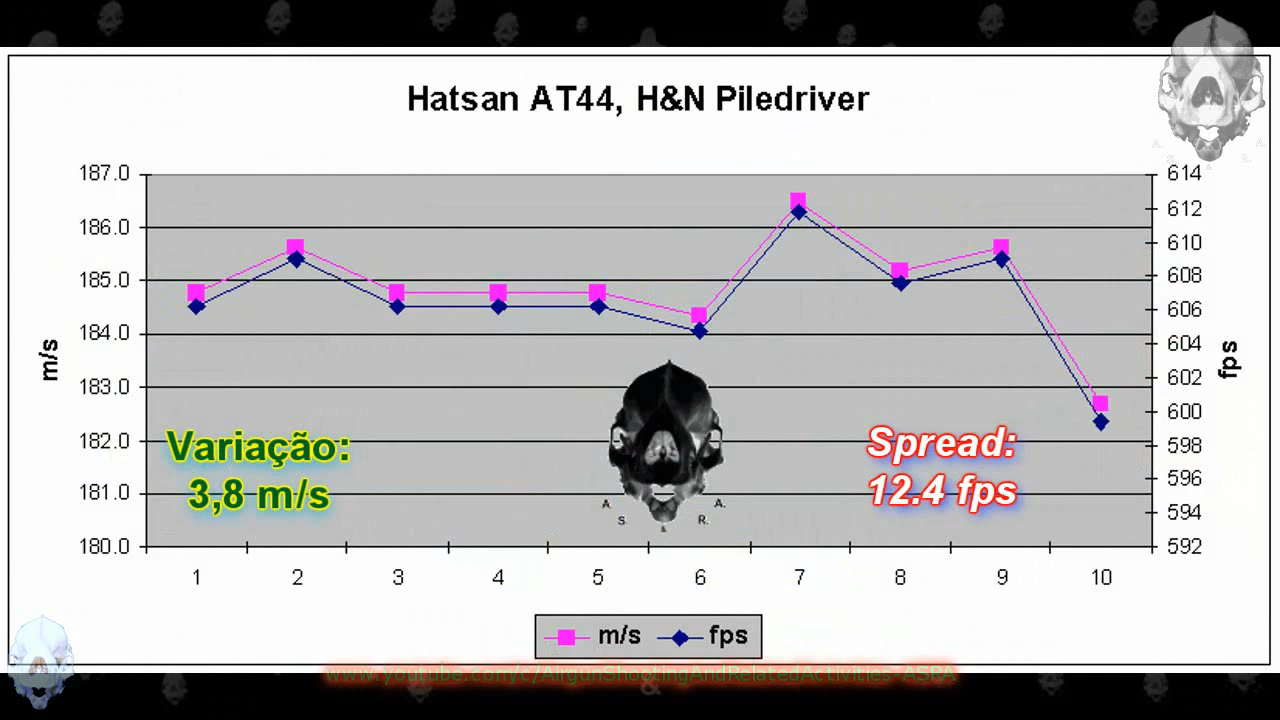 Hatsan AT44, H&N Piledriver
187.0
186.0
185.0
184.0
183.0
182.0
181.0
180.0
m/s
614
612
610
608
606
604
602
600
598
596
594
592
fps
Variação:
3,8 m/s
Spread:
12.4 fps
A. A.
S. & R.
A. A.
S. & R.
1 2 3 4 5 6 7 8 9 10
m/s fps
www.youtube.com/c/AirgunShootingAndRelatedActivities-ASRA